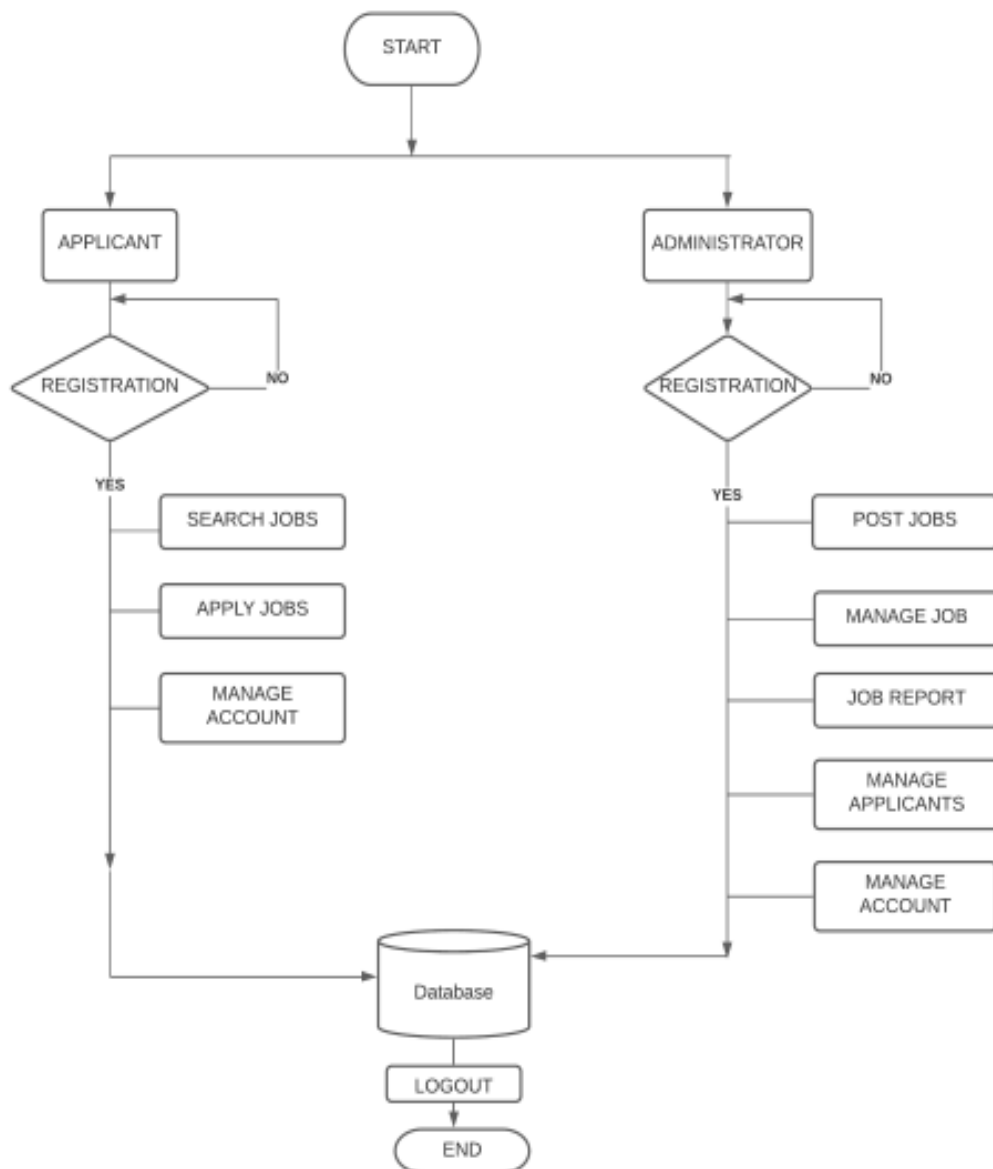 START
APPLICANT
ADMINISTRATOR
REGISTRATION
NO
REGISTRATION
NO
YES
YES
SEARCH JOBS
POST JOBS
APPLY JOBS
MANAGE JOB
MANAGE
ACCOUNT
JOB REPORT
MANAGE
APPLICANTS
MANAGE
ACCOUNT
Database
LOGOUT
END